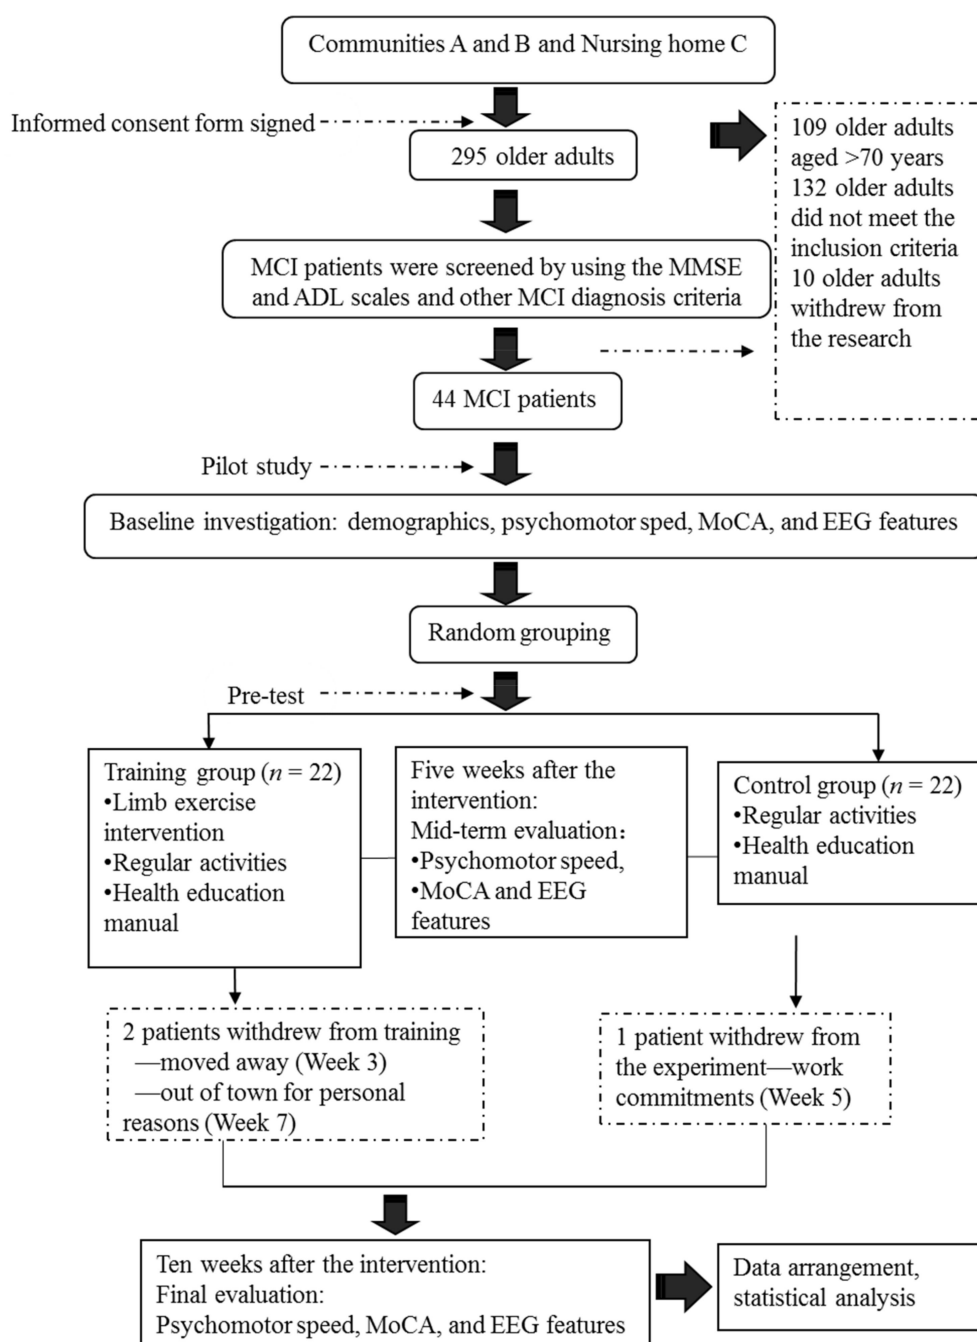 Communities A and B and Nursing home C
Informed consent form signed
295 older adults
109 older adults
aged >70 years
132 older adults
did not meet the
inclusion criteria
10 older adults
withdrew from
the research
MCI patients were screened by using the MMSE
and ADL scales and other MCI diagnosis criteria
44 MCI patients
Pilot study
Baseline investigation: demographics, psychomotor sped, MoCA, and EEG features
Random grouping
Pre-test
Training group (n = 22)
•Limb exercise
intervention
•Regular activities
•Health education
manual
Five weeks after the
intervention:
Mid-term evaluation：
•Psychomotor speed,
•MoCA and EEG
features
Control group (n = 22)
•Regular activities
•Health education
manual
2 patients withdrew from training
—moved away (Week 3)
—out of town for personal
reasons (Week 7)
1 patient withdrew from
the experiment—work
commitments (Week 5)
Ten weeks after the intervention:
Final evaluation:
Psychomotor speed, MoCA, and EEG features
Data arrangement,
statistical analysis